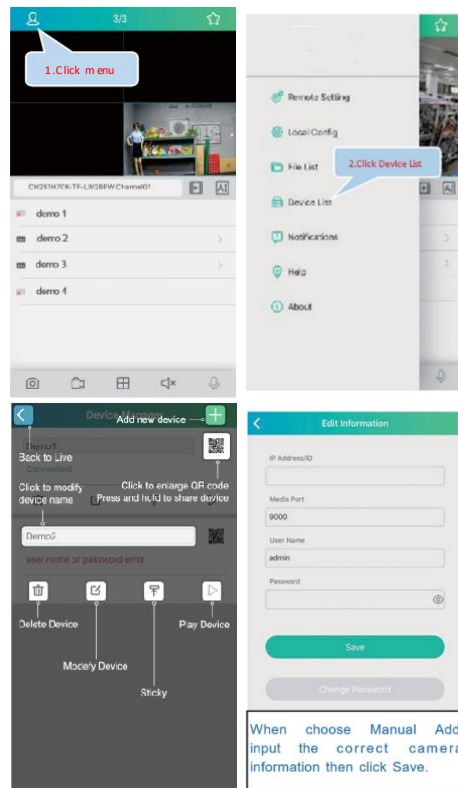 3/3
1.Click menu
CH251H7CK-TF-LW28RW Channel01
AI
demo 1
demo 2
demo 3
demo 4
Remote Setting
Local Config
File List
2.Click Device List
Device List
Notifications
Help
About
Device Manager
Add new device
Demo1
Back to Live
Connected
Click to modify
device name
Click to enlarge QR code
Press and hold to share device
Demo2
user name or password error
Delete Device
Play Device
Modefy Device
Sticky
Edit Information
IP Address/ID
Media Port
9000
User Name
admin
Password
Save
Change Password
When choose Manual Add
input the correct camera
information then click Save.